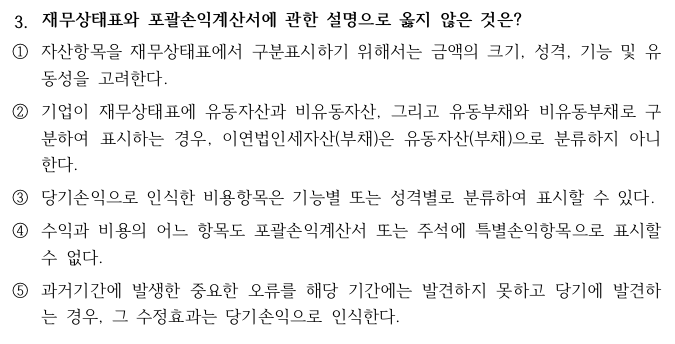 3. 재무상태표와 포괄손익계산서에 관한 설명으로 옳지 않은 것은?
① 자산항목을 재무상태표에서 구분표시하기 위해서는 금액의 크기, 성격, 기능 및 유
동성을 고려한다.
② 기업이 재무상태표에 유동자산과 비유동자산, 그리고 유동부채와 비유동부채로 구
분하여 표시하는 경우, 이연법인세자산(부채)은 유동자산(부채)으로 분류하지 아니
한다.
③ 당기손익으로 인식한 비용항목은 기능별 또는 성격별로 분류하여 표시할 수 있다.
④ 수익과 비용의 어느 항목도 포괄손익계산서 또는 주석에 특별손익항목으로 표시할
수 없다.
⑤ 과거기간에 발생한 중요한 오류를 해당 기간에는 발견하지 못하고 당기에 발견하
는 경우, 그 수정효과는 당기손익으로 인식한다.